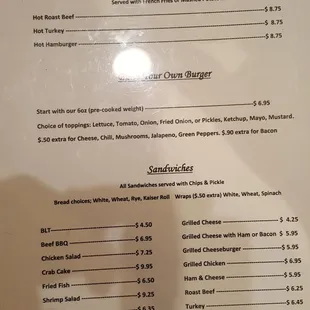 Served with French Fries or Mashed
Hot Roast Beef $ 8.75
Hot Turkey $ 8.75
Hot Hamburger $ 8.75
Your Own Burger
Start with our 6oz (pre-cooked weight) $ 6.95
Choice of toppings: Lettuce, Tomato, Onion, Fried Onion, or Pickles, Ketchup, Mayo, Mustard.
$.50 extra for Cheese, Chili, Mushrooms, Jalapeno, Green Peppers. $.90 extra for Bacon
Sandwiches
All Sandwiches served with Chips & Pickle
Bread choices; White, Wheat, Rye, Kaiser Roll Wraps ($.50 extra) White, Wheat, Spinach
BLT $ 4.50
Beef BBQ $ 6.95
Chicken Salad $ 7.25
Crab Cake $ 9.95
Fried Fish $ 6.50
Shrimp Salad $ 9.25
$ 6.35
Grilled Cheese $ 4.25
Grilled Cheese with Ham or Bacon $ 5.95
Grilled Cheeseburger $ 5.95
Grilled Chicken $ 6.95
Ham & Cheese $ 5.95
Roast Beef $ 6.25
Turkey $ 6.45